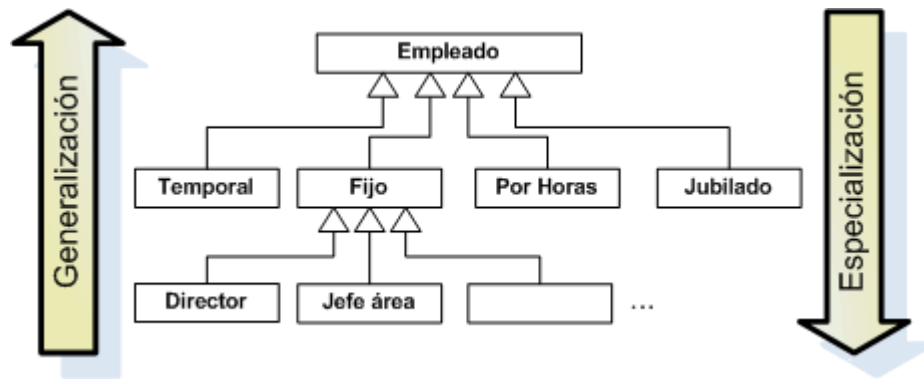 Generalización
Empleado
Especialización
Temporal
Fijo
Por Horas
Jubilado
Director
Jefe área
...